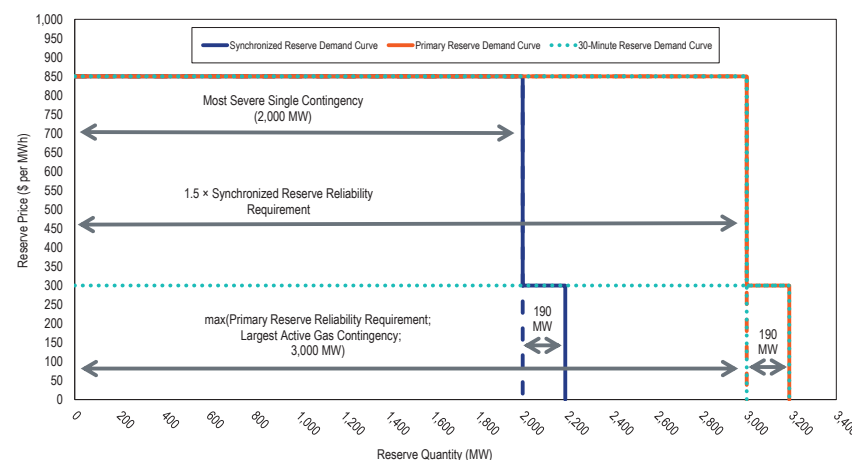 1,000
950
900
850
800
750
700
650
600
550
500
450
400
350
300
250
200
150
100
50
0
Reserve Price ($ per MWh)
Synchronized Reserve Demand Curve
Primary Reserve Demand Curve
30-Minute Reserve Demand Curve
Most Severe Single Contingency
(2,000 MW)
1.5 × Synchronized Reserve Reliability
Requirement
max(Primary Reserve Reliability Requirement;
Largest Active Gas Contingency;
3,000 MW)
190
MW
190
MW
0
200
400
600
800
1,000
1,200
1,400
1,600
1,800
2,000
2,200
2,400
2,600
2,800
3,000
3,200
3,400
Reserve Quantity (MW)